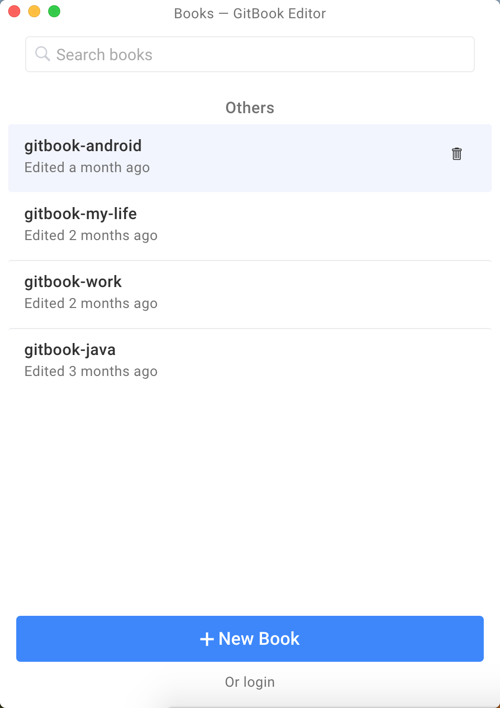 Books — GitBook Editor
Search books
Others
gitbook-android
Edited a month ago
gitbook-my-life
Edited 2 months ago
gitbook-work
Edited 2 months ago
gitbook-java
Edited 3 months ago
New Book
Or login